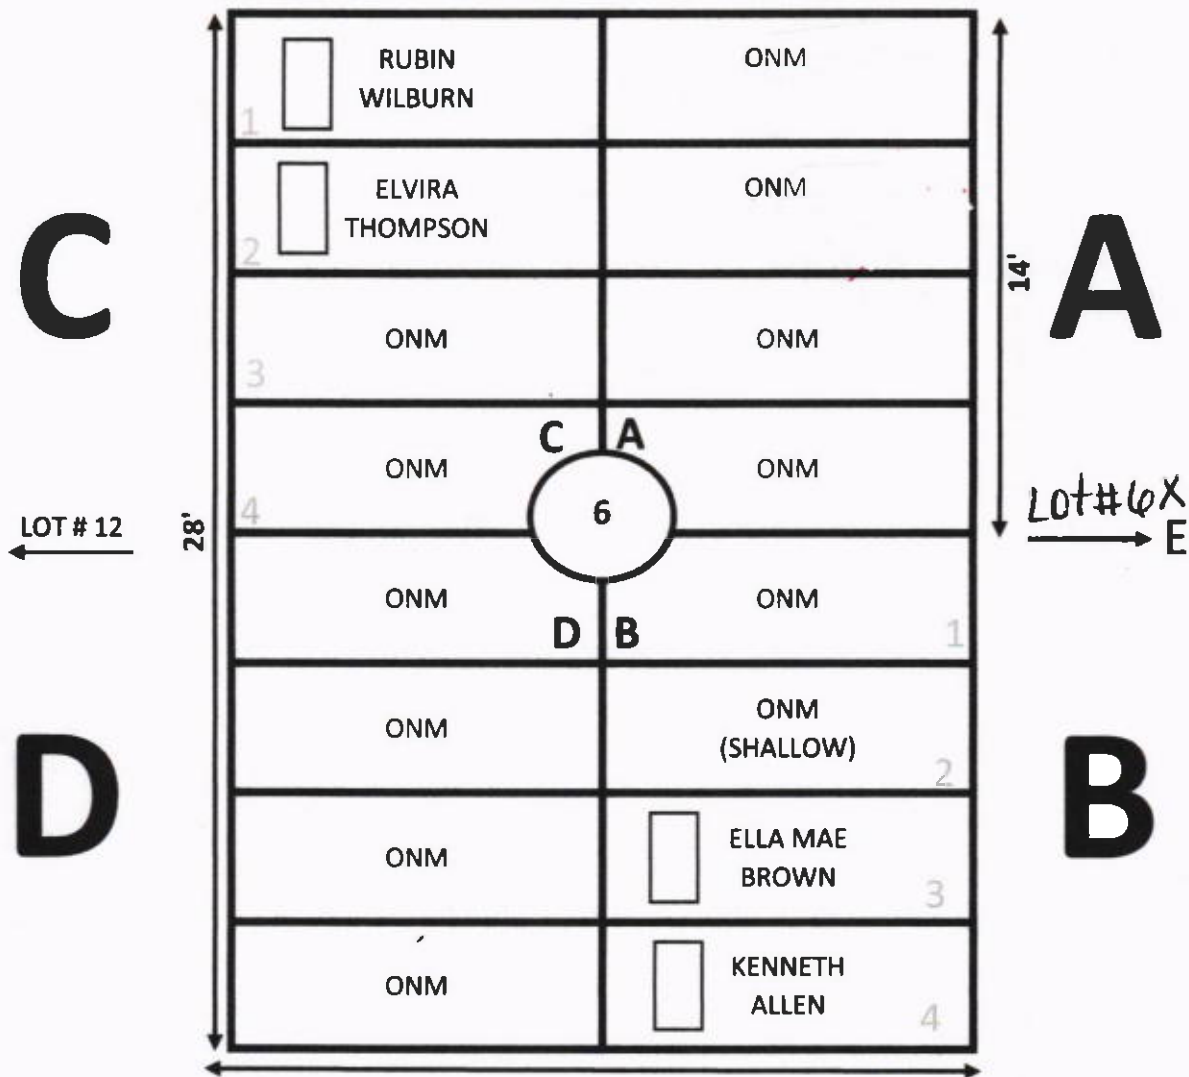 RUBIN
WILBURN
1
ONM
ELVIRA
THOMPSON
2
ONM
C
A
14'
ONM
3
ONM
C A
ONM
4
ONM
6
LOT # 12
28'
Lot#6X
E
ONM
D B
ONM
1
D
B
ONM
ONM
(SHALLOW)
2
ONM
ELLA MAE
BROWN
3
ONM
KENNETH
ALLEN
4